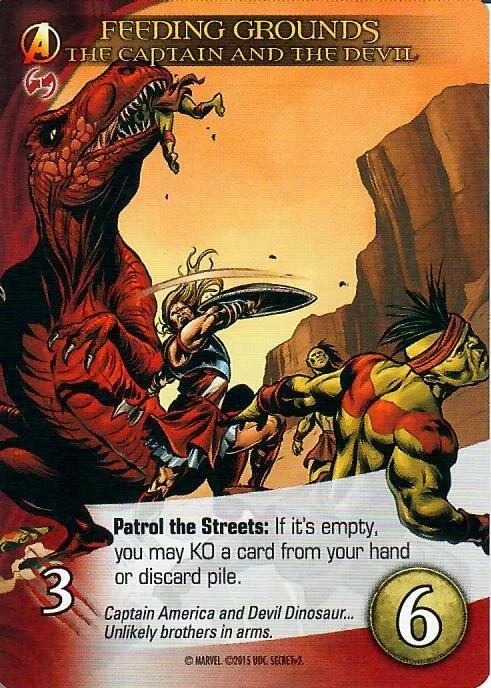 FEEDING GROUNDS
THE CAPTAIN AND THE DEVIL
Patrol the Streets: If it's empty,
you may KO a card from your hand
or discard pile.
3
Captain America and Devil Dinosaur...
Unlikely brothers in arms.
6
© MARVEL ©2015 UDC. SECRETv2.